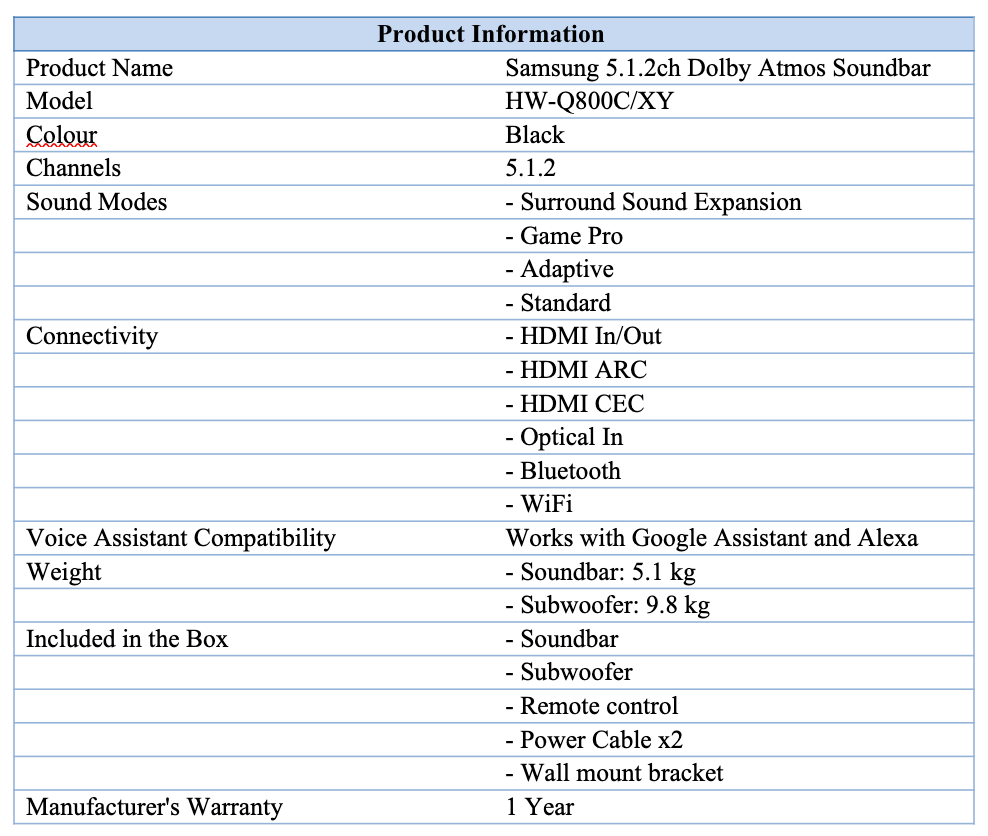 Product Information
Product Name Samsung 5.1.2ch Dolby Atmos Soundbar
Model HW-Q800C/XY
Colour Black
Channels 5.1.2
Sound Modes - Surround Sound Expansion
- Game Pro
- Adaptive
- Standard
Connectivity - HDMI In/Out
- HDMI ARC
- HDMI CEC
- Optical In
- Bluetooth
- WiFi
Voice Assistant Compatibility Works with Google Assistant and Alexa
Weight - Soundbar: 5.1 kg
- Subwoofer: 9.8 kg
Included in the Box - Soundbar
- Subwoofer
- Remote control
- Power Cable x2
- Wall mount bracket
Manufacturer's Warranty 1 Year